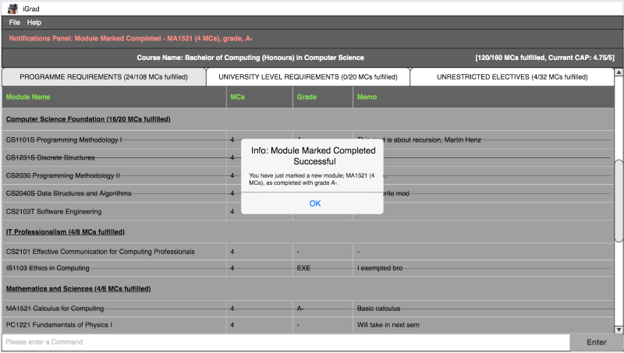 iGrad
File Help
Notifications Panel: Module Marked Completed - MA1521 (4 MCs), grade, A-.
Course Name: Bachelor of Computing (Honours) in Computer Science [120/160 MCs fulfilled, Current CAP: 4.75/5]
PROGRAMME REQUIREMENTS (24/108 MCs fulfilled) UNIVERSITY LEVEL REQUIREMENTS (0/20 MCs fulfilled) UNRESTRICTED ELECTIVES (4/32 MCs fulfilled)
Module Name MCs Grade Memo
Computer Science Foundation (16/20 MCs fulfilled)
CS1101S Programming Methodology I 4 is about recursion, Martin Henz
CS1231S Discrete Structures 4
CS2030 Programming Methodology II 4
CS2040S Data Structures and Algorithms 4 mod
CS2103T Software Engineering 4
Info: Module Marked Completed
Successful
You have just marked a new module; MA1521 (4
MCs), as completed with grade A-.
OK
IT Professionalism (4/8 MCs fulfilled)
CS2101 Effective Communication for Computing Professionals 4 - -
IS1103 Ethics in Computing 4 EXE I exempted bro
Mathematics and Sciences (4/8 MCs fulfilled)
MA1521 Calculus for Computing 4 A- Basic calculus
PC1221 Fundamentals of Physics I 4 - Will take in next sem
Please enter a Command Enter